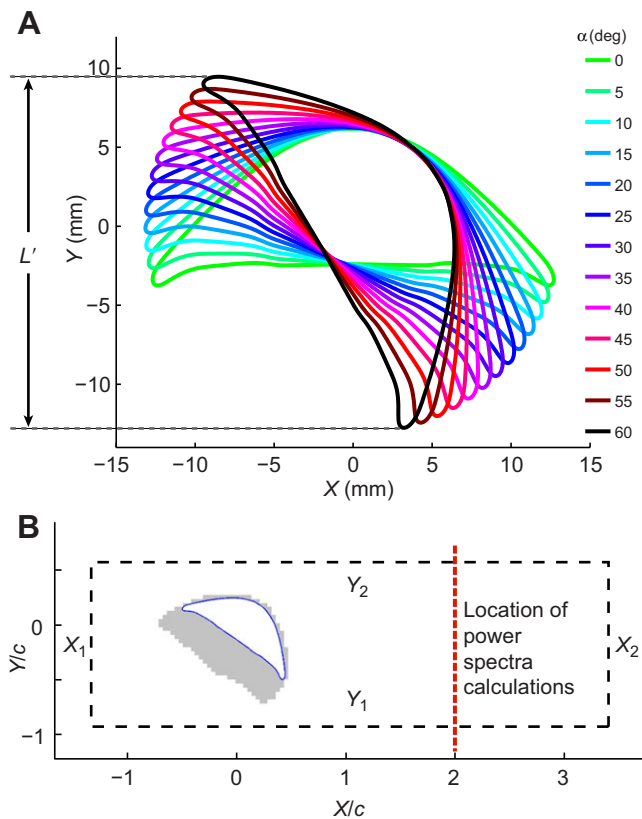 A
α (deg)
0
5
10
15
20
25
30
35
40
45
50
55
60
10
5
0
−5
−10
Y (mm)
L′
−15
−10
−5
0
5
10
15
X (mm)
B
Y2
Y1
X1
X2
Location of
power
spectra
calculations
0
−1
Y/c
−1
0
1
2
3
X/c